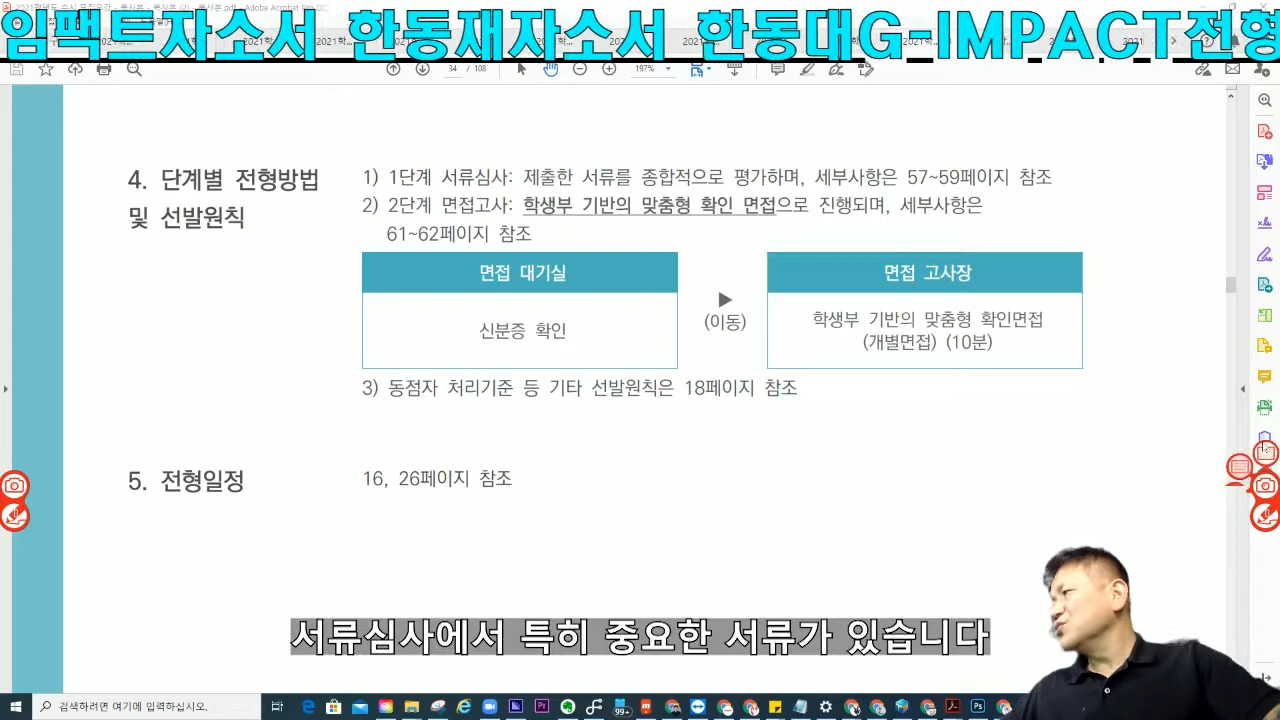 임팩트자소서 한동재자소서 한동대G-IMPACT전형
34 / 108
197%
4. 단계별 전형방법
및 선발원칙
1) 1단계 서류심사: 제출한 서류를 종합적으로 평가하며, 세부사항은 57~59페이지 참조
2) 2단계 면접고사: 학생부 기반의 맞춤형 확인 면접으로 진행되며, 세부사항은
61~62페이지 참조
면접 대기실
면접 고사장
신분증 확인
▶
(이동)
학생부 기반의 맞춤형 확인면접
(개별면접) (10분)
3) 동점자 처리기준 등 기타 선발원칙은 18페이지 참조
5. 전형일정
16, 26페이지 참조
서류심사에서 특히 중요한 서류가 있습니다
검색하려면 여기에 입력하십시오.
99+